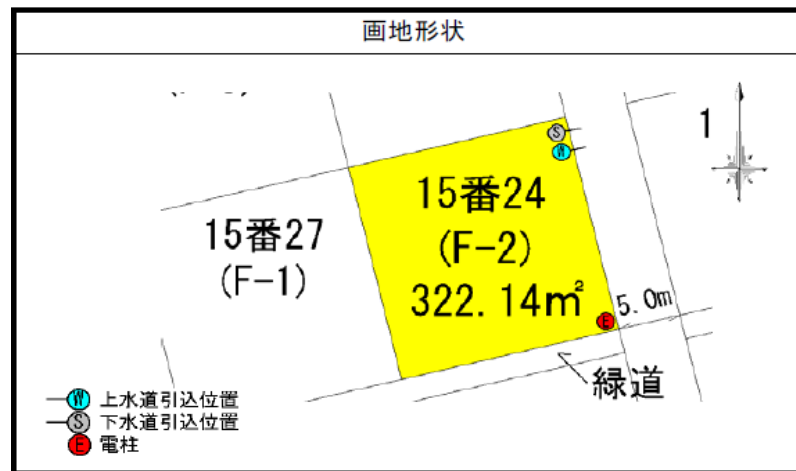 画地形状
1
S
W
15番24
(F-2)
322.14㎡
15番27
(F-1)
E
5.0m
緑道
W 上水道引込位置
S 下水道引込位置
E 電柱